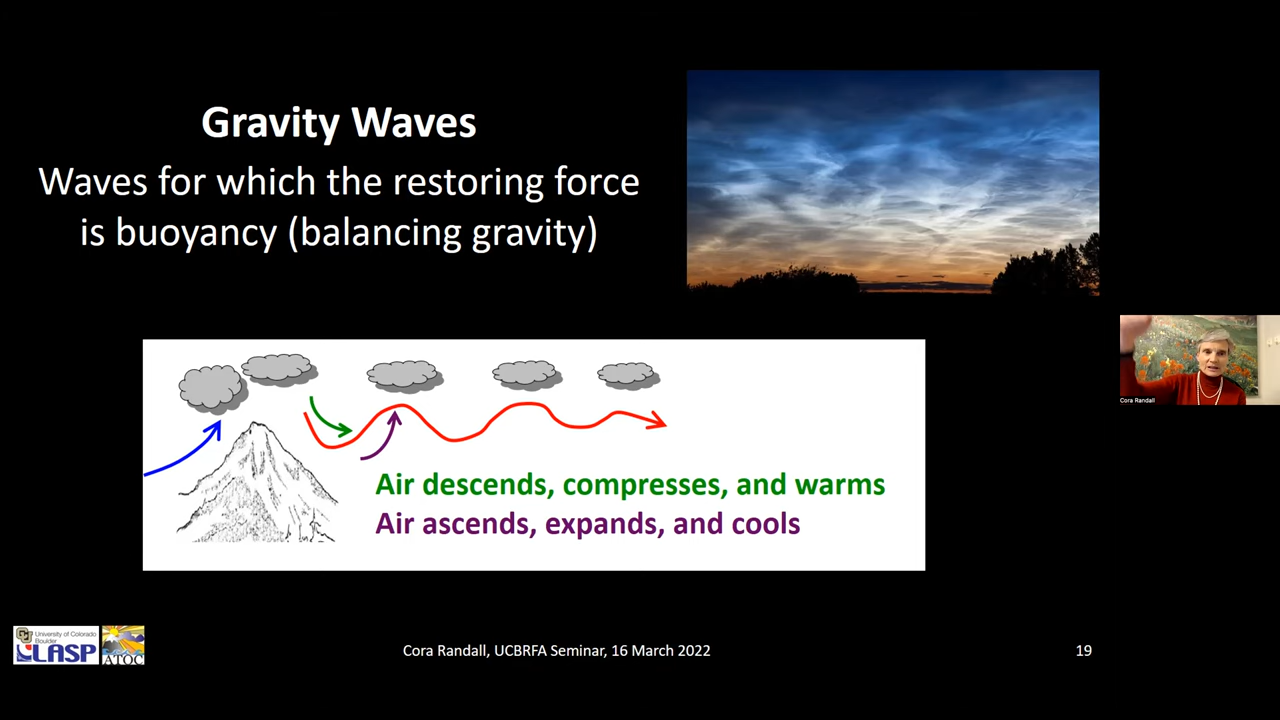 Gravity Waves
Waves for which the restoring force
is buoyancy (balancing gravity)
Cora Randall
Air descends, compresses, and warms
Air ascends, expands, and cools
University of Colorado
Boulder
LASP
ATOC
Cora Randall, UCBRFA Seminar, 16 March 2022
19